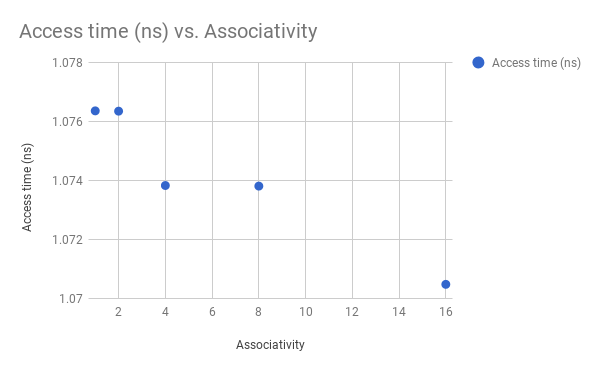 Access time (ns) vs. Associativity
1.078
1.076
1.074
1.072
1.07
Access time (ns)
2 4 6 8 10 12 14 16
Associativity
Access time (ns)